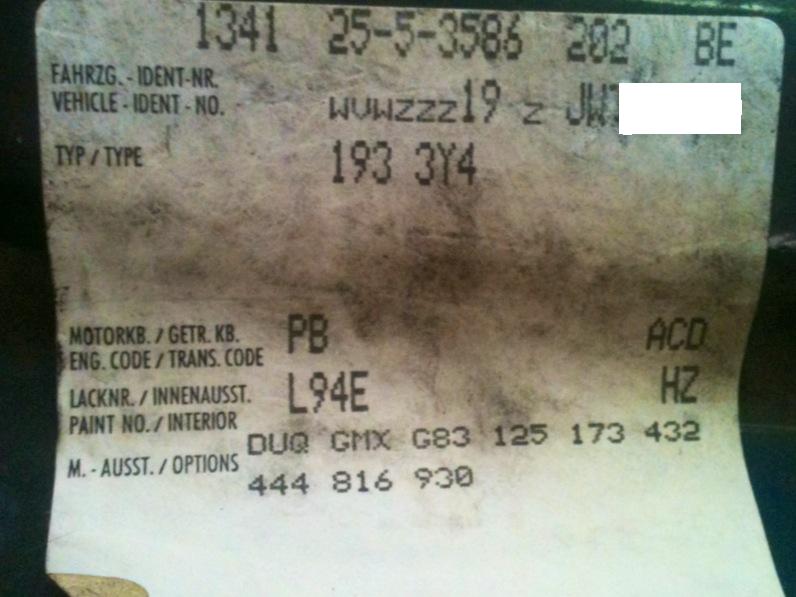 1341 25-5-3586 202 BE
FAHRZG. - IDENT-NR.
VEHICLE - IDENT - NO. WVWZZZ19 Z JW
TYP / TYPE 193 3Y4
MOTORKB. / GETR. KB. PB ACD
ENG. CODE / TRANS. CODE
LACKNR. / INNENAUSST. L94E HZ
PAINT NO. / INTERIOR
DUQ GMX G83 125 173 432
M. - AUSST. / OPTIONS
444 816 930